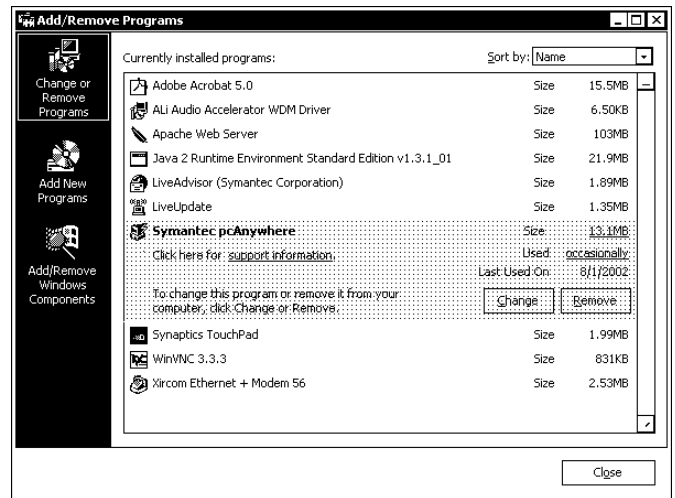 Add/Remove Programs
Change or
Remove
Programs
Add New
Programs
Add/Remove
Windows
Components
Currently installed programs:
Sort by: Name
Adobe Acrobat 5.0 Size 15.5MB
ALi Audio Accelerator WDM Driver Size 6.50KB
Apache Web Server Size 103MB
Java 2 Runtime Environment Standard Edition v1.3.1_01 Size 21.9MB
LiveAdvisor (Symantec Corporation) Size 1.89MB
LiveUpdate Size 1.35MB
Symantec pcAnywhere Size 13.1MB
Click here for support information. Used occasionally
Last Used On 8/1/2002
To change this program or remove it from your
computer, click Change or Remove.
Change Remove
Synaptics TouchPad Size 1.99MB
WinVNC 3.3.3 Size 831KB
Xircom Ethernet + Modem 56 Size 2.53MB
Close